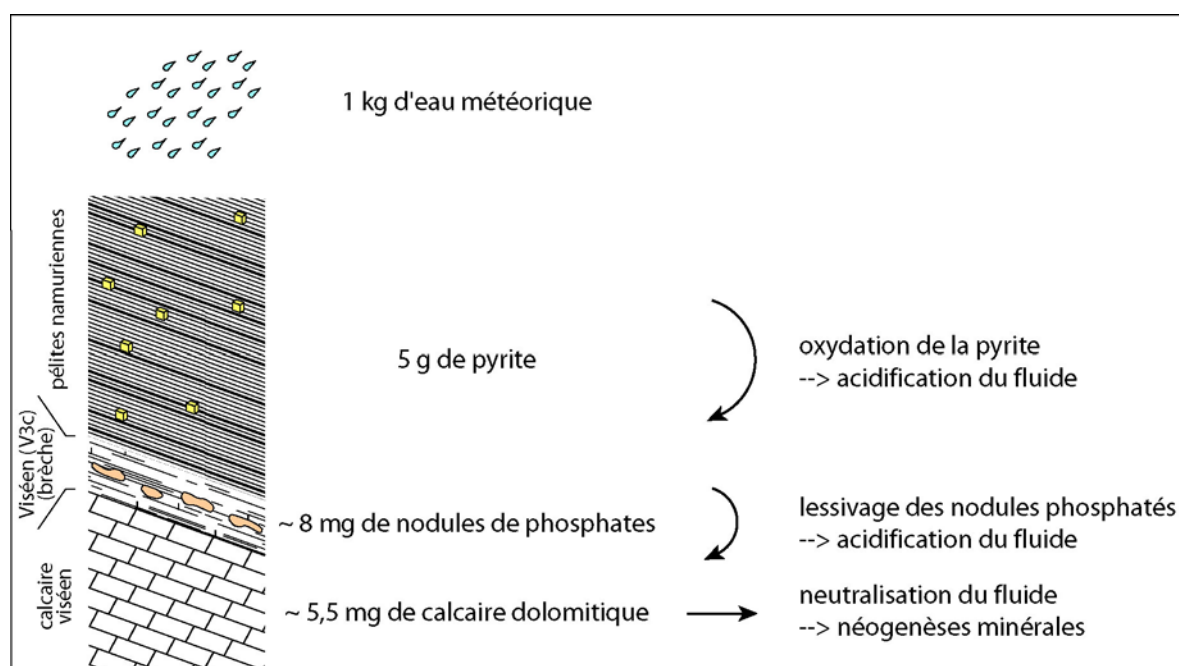 1 kg d'eau météorique
pélites namuriennes
5 g de pyrite
oxydation de la pyrite
--> acidification du fluide
Viséen (V3c)
(brèche)
~ 8 mg de nodules de phosphates
lessivage des nodules phosphatés
--> acidification du fluide
calcaire
viséen
~ 5,5 mg de calcaire dolomitique
neutralisation du fluide
--> néogenèses minérales